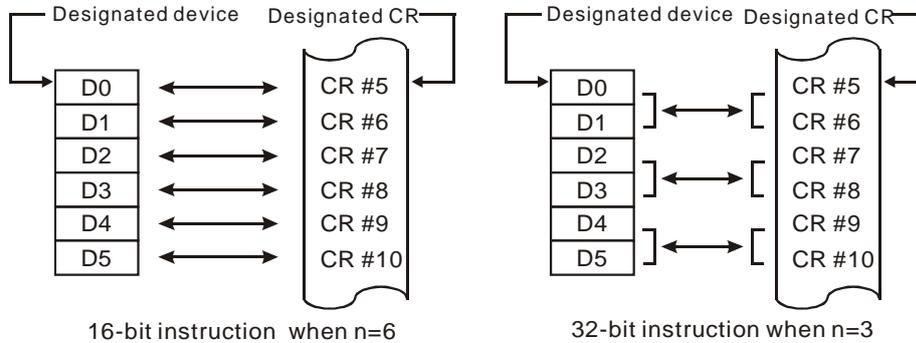 Designated device
Designated CR
D0
D1
D2
D3
D4
D5
CR #5
CR #6
CR #7
CR #8
CR #9
CR #10
16-bit instruction when n=6
Designated device
Designated CR
D0
D1
D2
D3
D4
D5
CR #5
CR #6
CR #7
CR #8
CR #9
CR #10
32-bit instruction when n=3